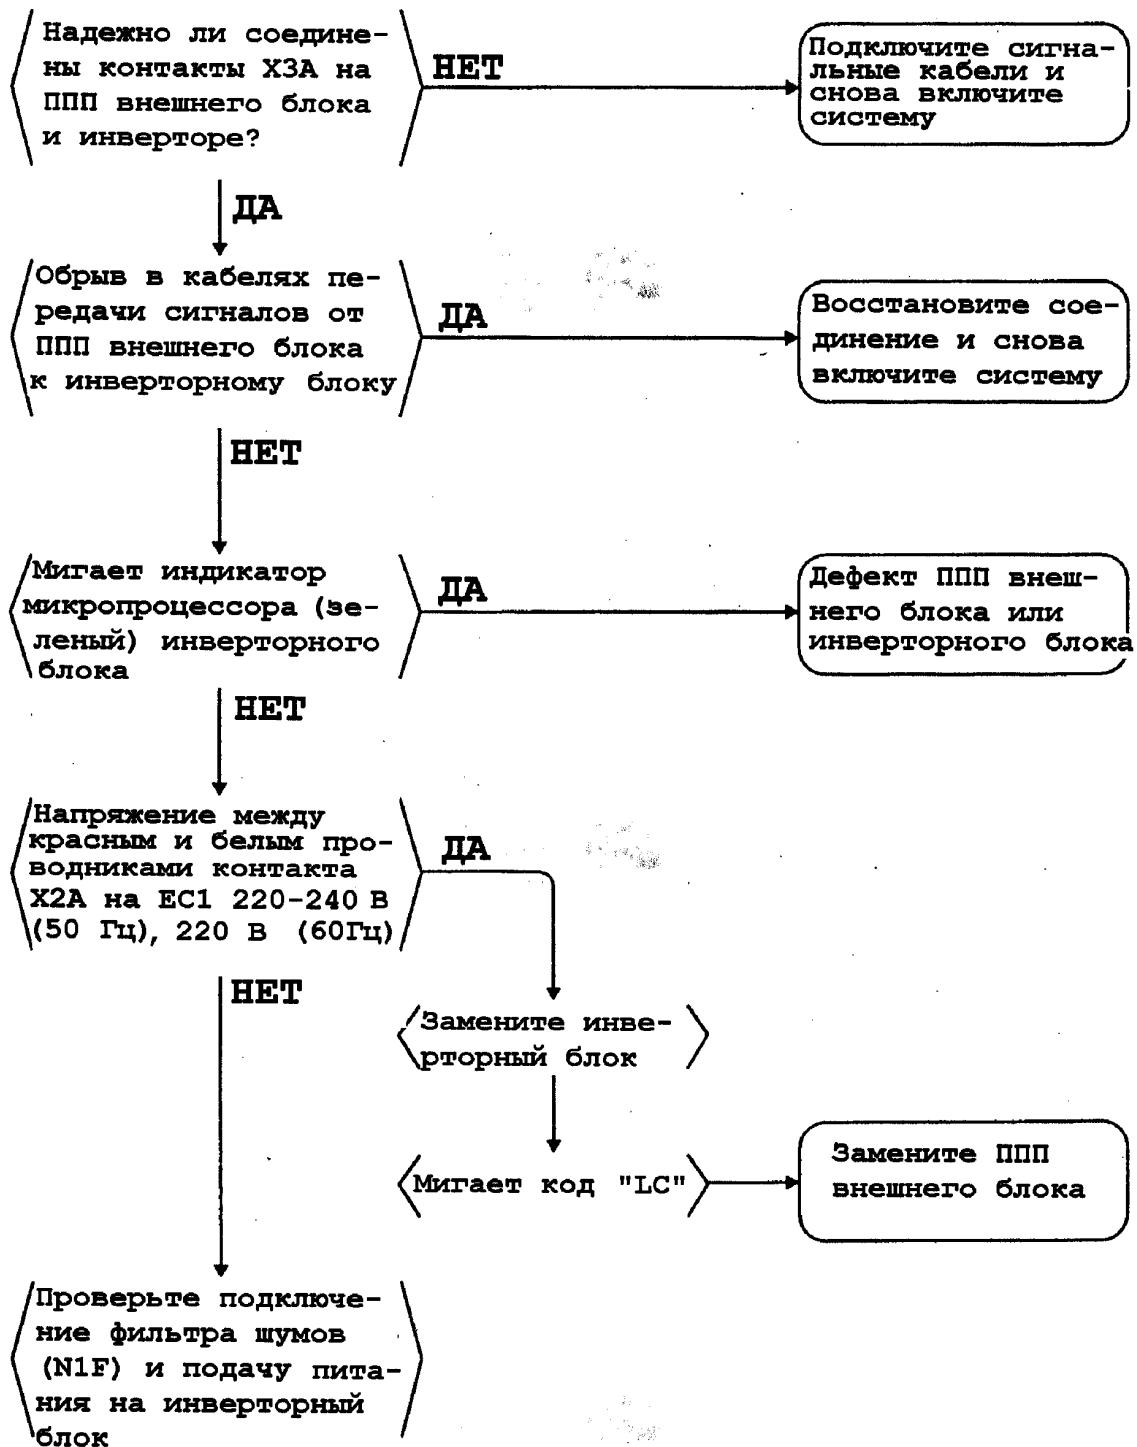 Надежно ли соедине-
ны контакты X3A на
ППП внешнего блока
и инверторе?
НЕТ
Подключите сигна-
льные кабели и
снова включите
систему
ДА
Обрыв в кабелях пе-
редачи сигналов от
ППП внешнего блока
к инверторному блоку
ДА
Восстановите сое-
динение и снова
включите систему
НЕТ
Мигает индикатор
микропроцессора (зе-
леный) инверторного
блока
ДА
Дефект ППП внеш-
него блока или
инверторного блока
НЕТ
Напряжение между
красным и белым про-
водниками контакта
X2A на EC1 220-240 В
(50 Гц), 220 В (60Гц)
ДА
НЕТ
Замените инве-
рторный блок
Мигает код "LC"
Замените ППП
внешнего блока
Проверьте подключе-
ние фильтра шумов
(N1F) и подачу пита-
ния на инверторный
блок